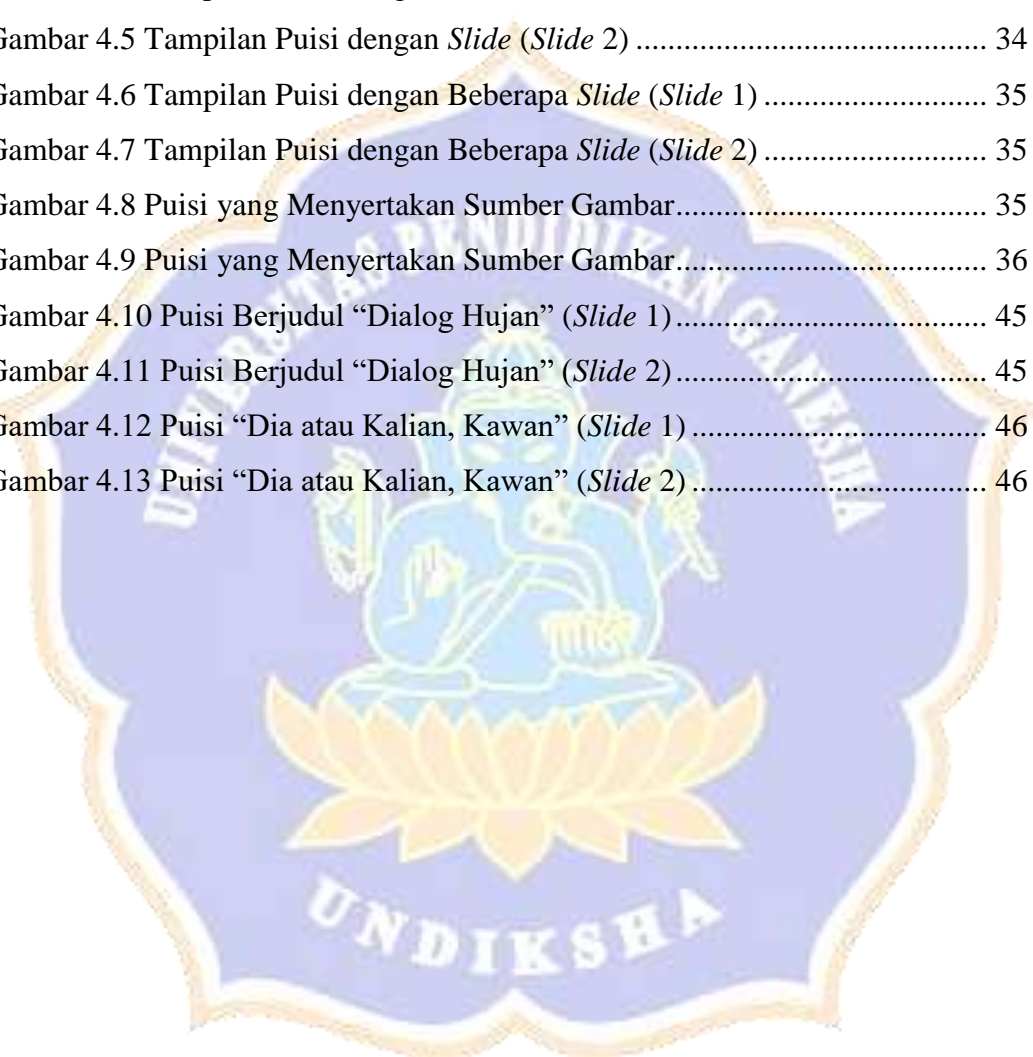 Gambar 4.5 Tampilan Puisi dengan Slide (Slide 2) ........................................... 34
Gambar 4.6 Tampilan Puisi dengan Beberapa Slide (Slide 1) ............................ 35
Gambar 4.7 Tampilan Puisi dengan Beberapa Slide (Slide 2) ............................ 35
Gambar 4.8 Puisi yang Menyertakan Sumber Gambar....................................... 35
Gambar 4.9 Puisi yang Menyertakan Sumber Gambar....................................... 36
Gambar 4.10 Puisi Berjudul “Dialog Hujan” (Slide 1)....................................... 45
Gambar 4.11 Puisi Berjudul “Dialog Hujan” (Slide 2)....................................... 45
Gambar 4.12 Puisi “Dia atau Kalian, Kawan” (Slide 1) ..................................... 46
Gambar 4.13 Puisi “Dia atau Kalian, Kawan” (Slide 2) ..................................... 46
UNIVERSITAS PENDIDIKAN GANESHA
UNDIKSHA